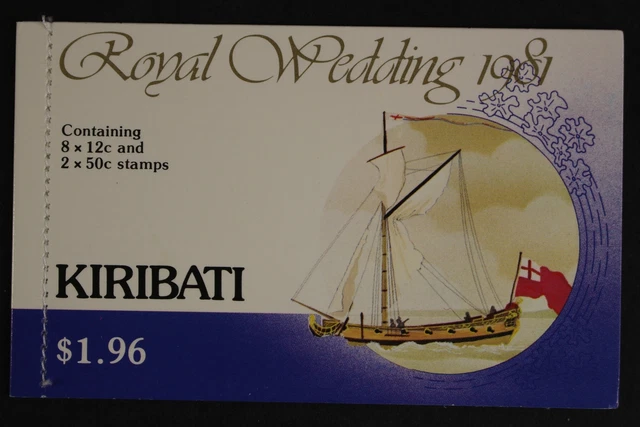 Royal Wedding 1981
Containing
8 x 12c and
2 x 50c stamps
KIRIBATI
$1.96